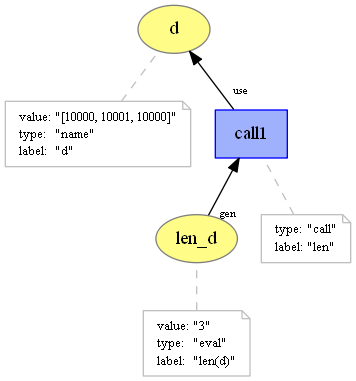 d
use
value: "[10000, 10001, 10000]"
type: "name"
label: "d"
call1
gen
len_d
type: "call"
label: "len"
value: "3"
type: "eval"
label: "len(d)"